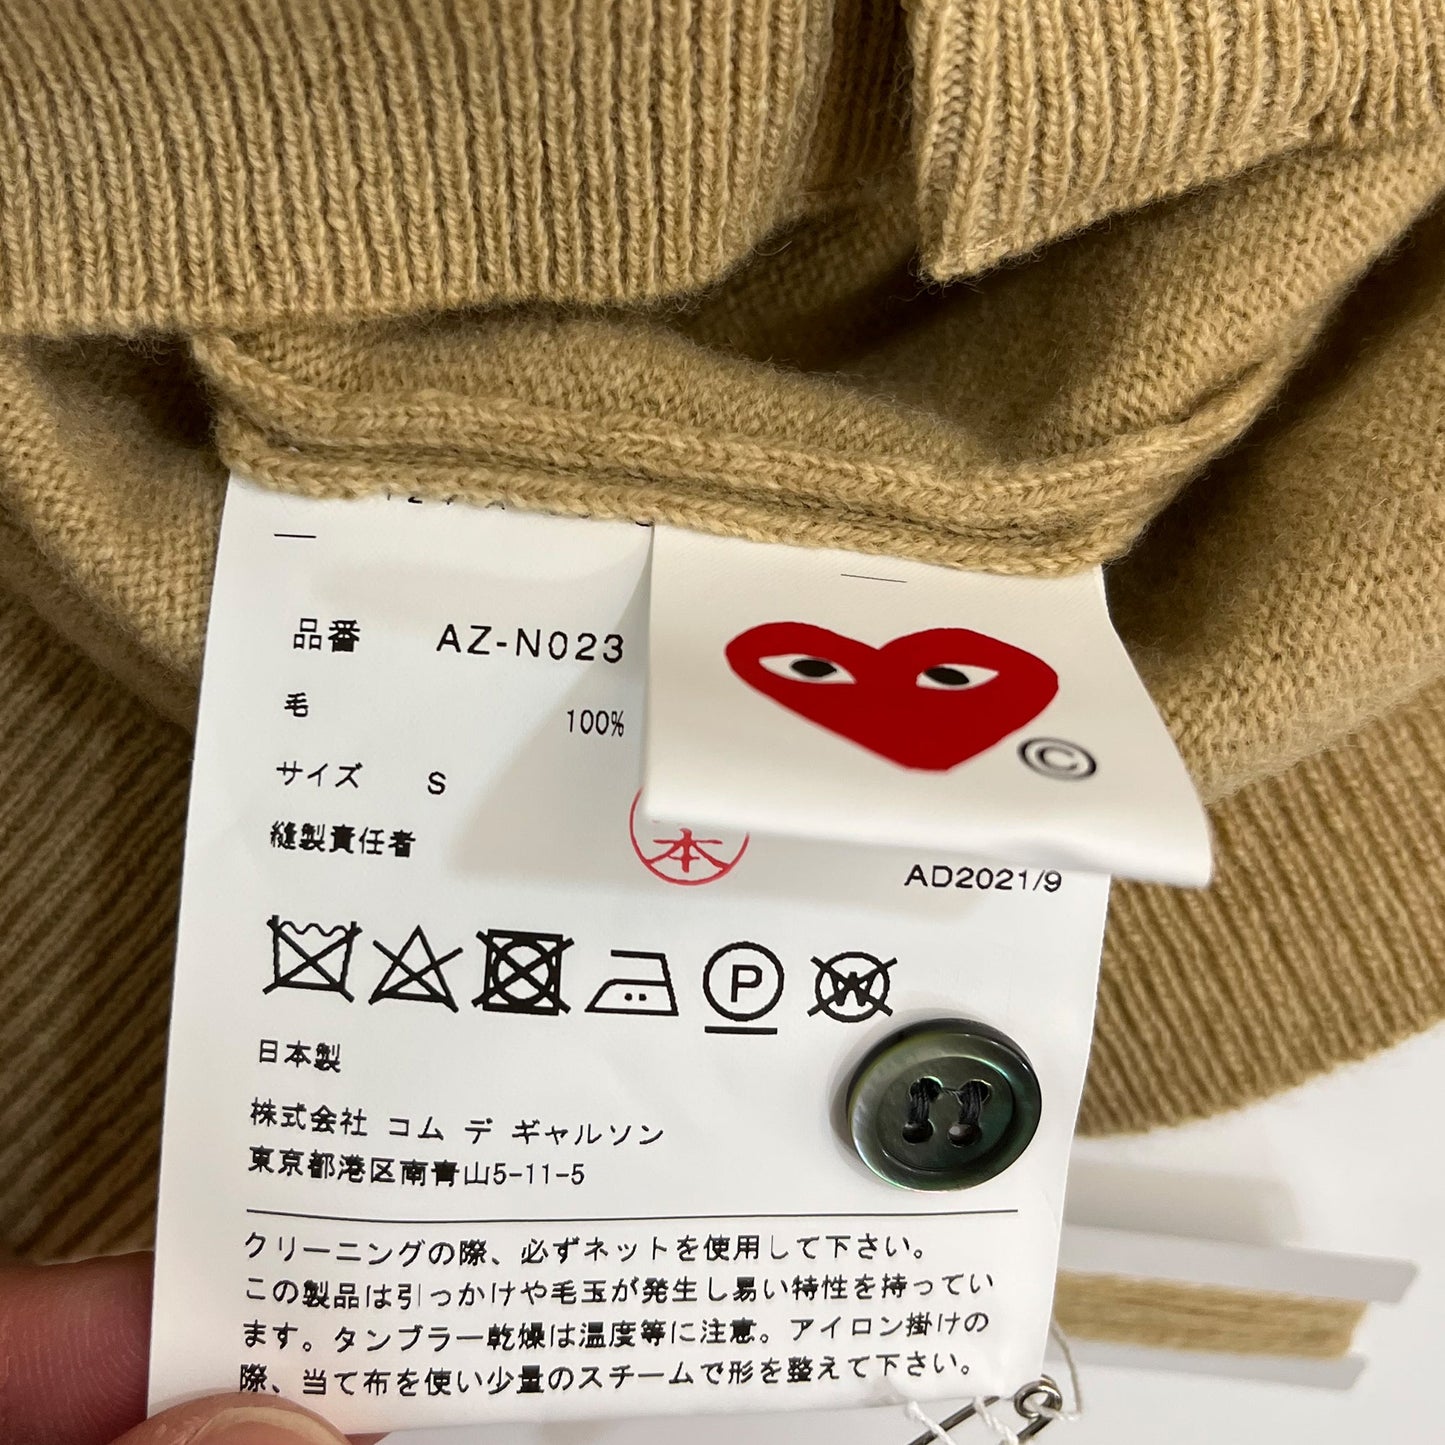 品番 AZ-N023
毛 100%
サイズ S
縫製責任者
本
©
AD2021/9
P
W
日本製
株式会社 コム デ ギャルソン
東京都港区南青山5-11-5
クリーニングの際、必ずネットを使用して下さい。
この製品は引っかけや毛玉が発生し易い特性を持ってい
ます。タンブラー乾燥は温度等に注意。アイロン掛けの
際、当て布を使い少量のスチームで形を整えて下さい。